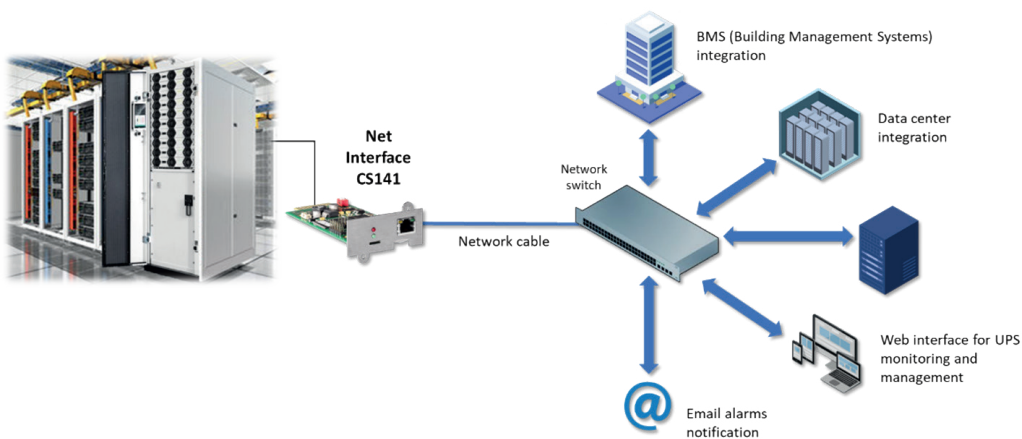 BMS (Building Management Systems)
integration
Data center
integration
Net
Interface
CS141
Network
switch
Network cable
Web interface for UPS
monitoring and
management
@
Email alarms
notification